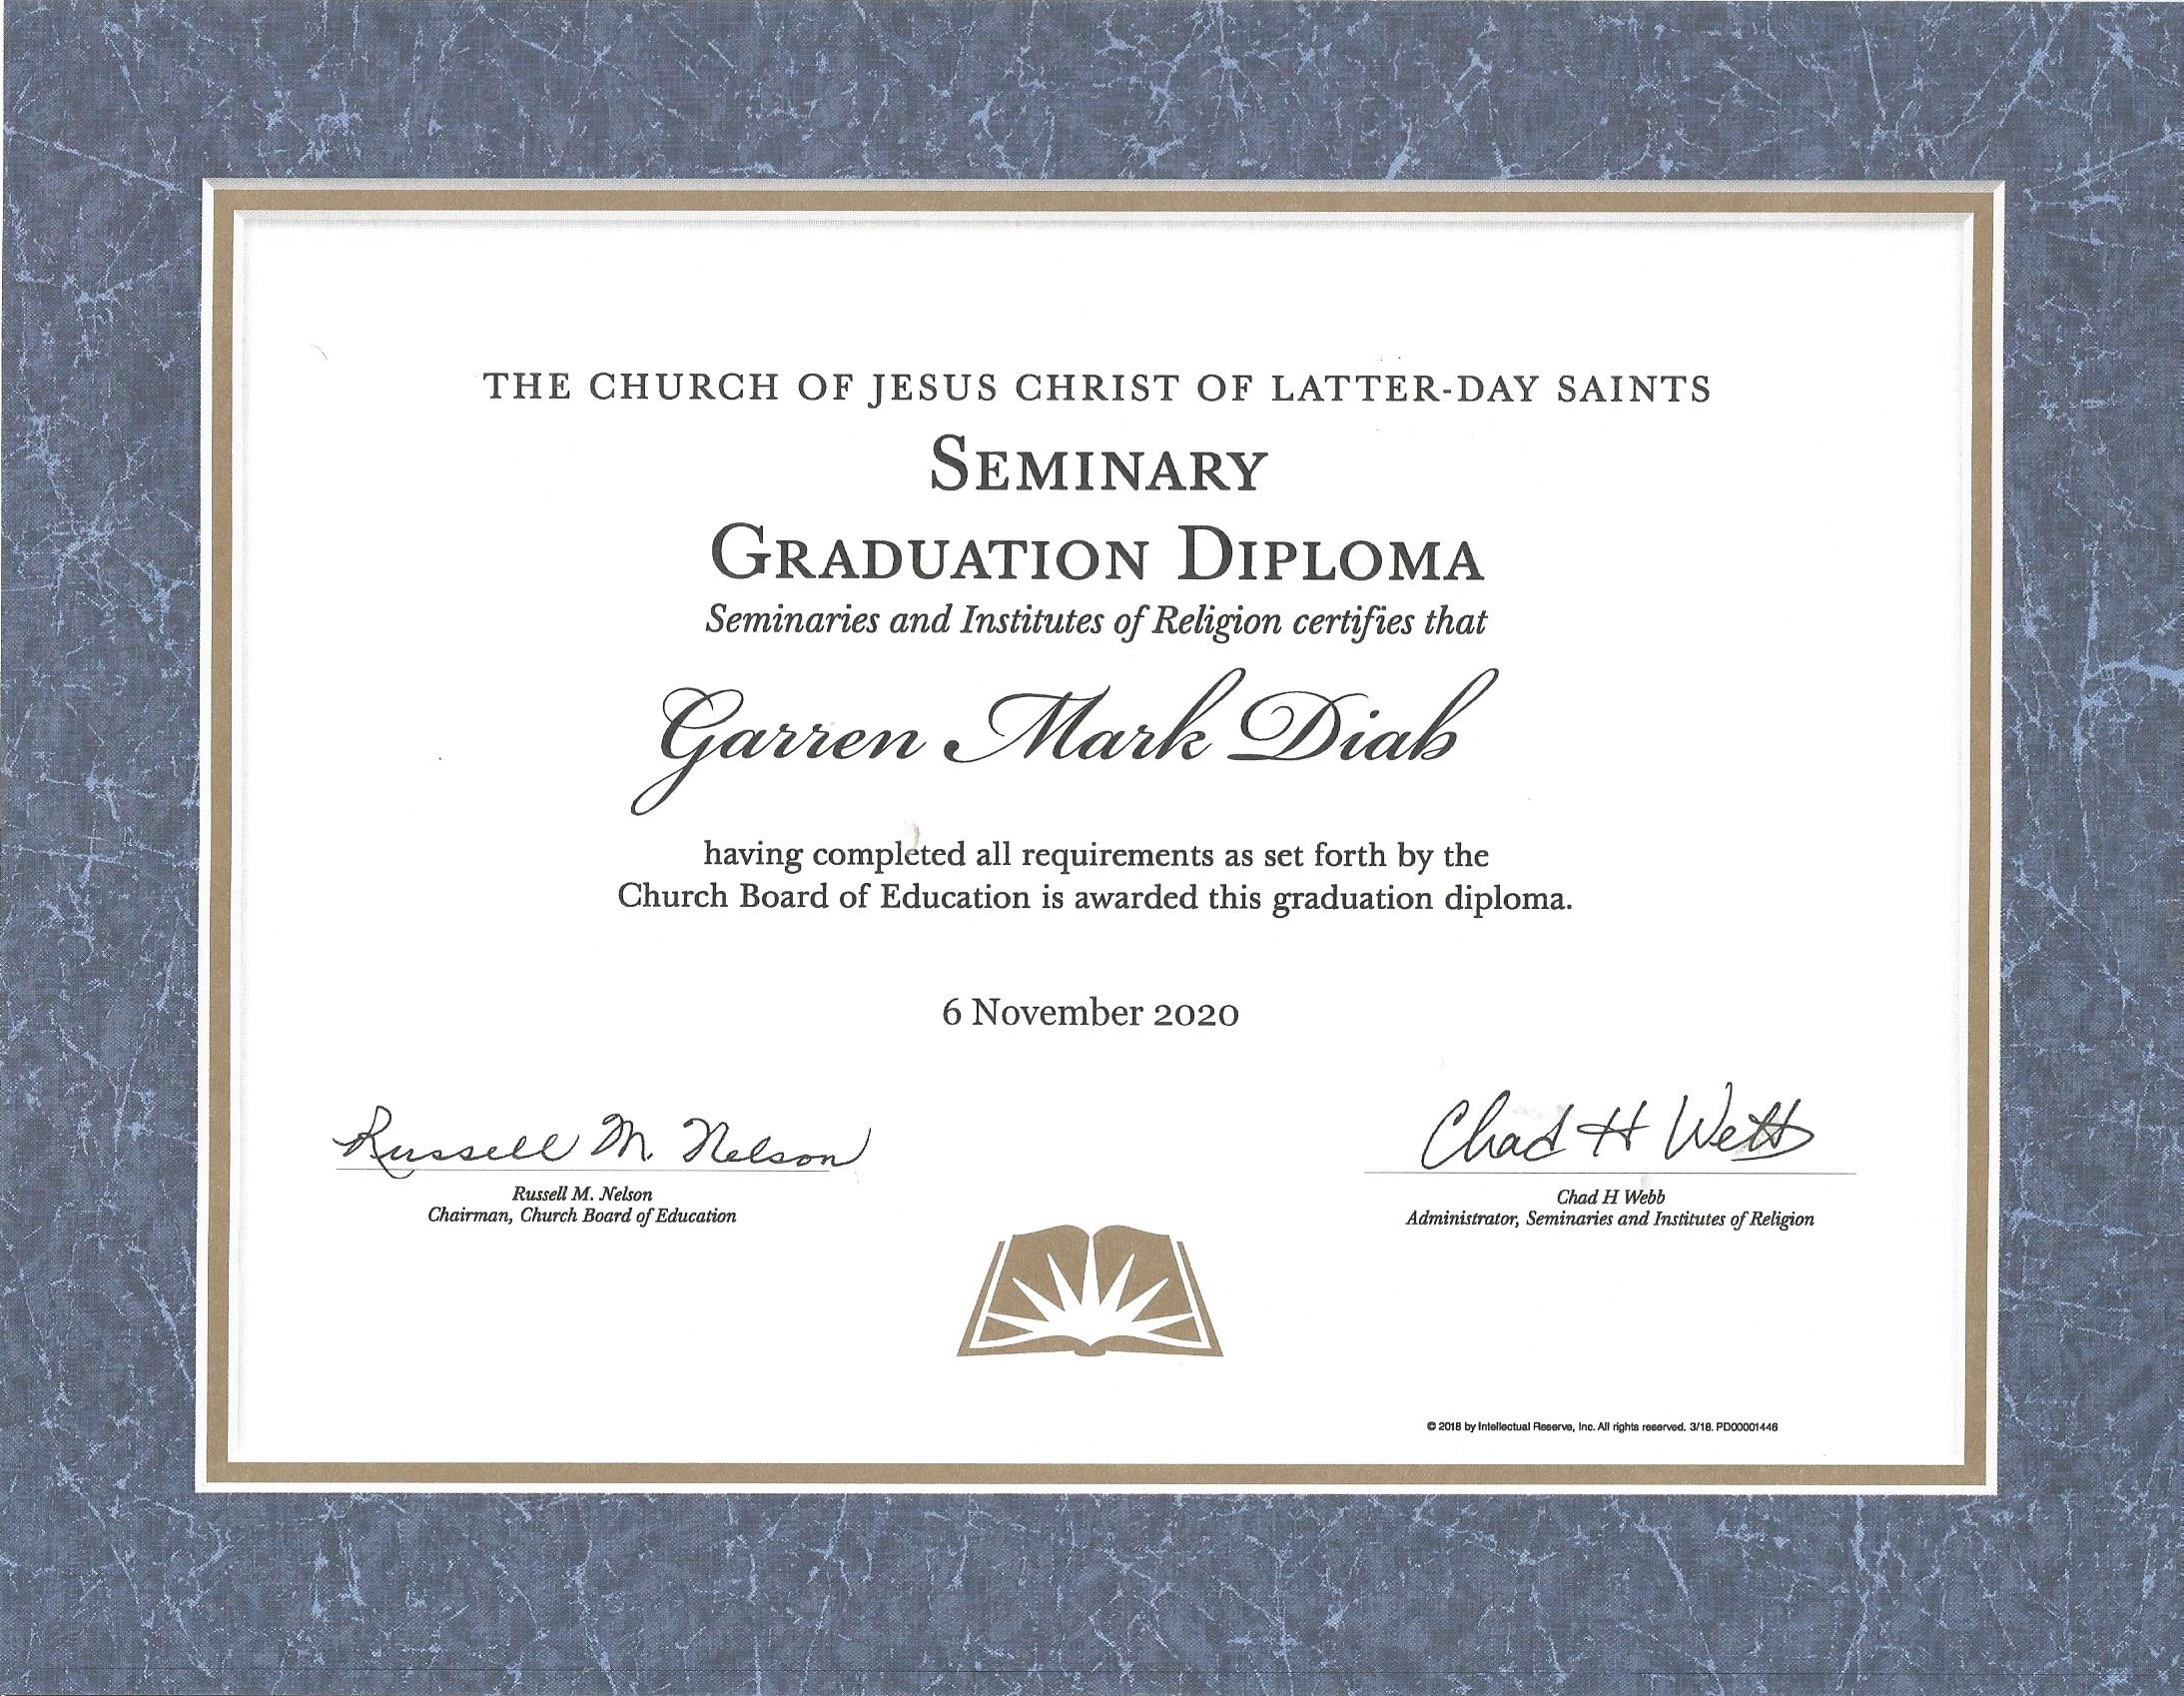 THE CHURCH OF JESUS CHRIST OF LATTER-DAY SAINTS
SEMINARY
GRADUATION DIPLOMA
Seminaries and Institutes of Religion certifies that
Garren Mark Diab
having completed all requirements as set forth by the
Church Board of Education is awarded this graduation diploma.
6 November 2020
Russell M. Nelson
Russell M. Nelson
Chairman, Church Board of Education
Chad H Webb
Chad H Webb
Administrator, Seminaries and Institutes of Religion
© 2018 by Intellectual Reserve, Inc. All rights reserved. 3/18. PD00001446